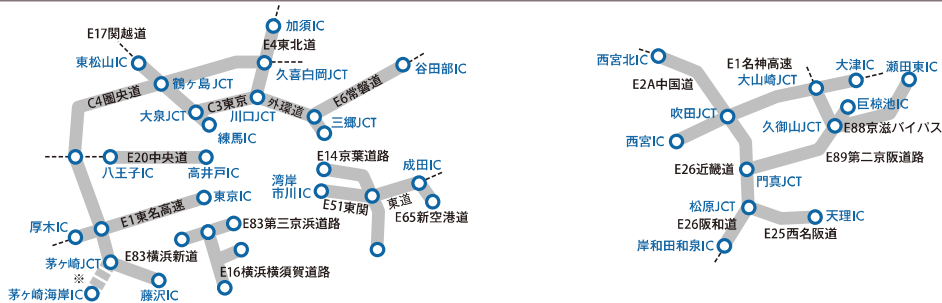 加須IC
E17関越道
E4東北道
東松山IC
久喜白岡JCT
谷田部IC
鶴ヶ島JCT
C4圏央道
E6常磐道
C3東京
外環道
大泉JCT
川口JCT
三郷JCT
練馬IC
E20中央道
八王子IC
高井戸IC
E14京葉道路
成田IC
湾岸
市川IC
E51東関
東道
E65新空港道
東京IC
E1東名高速
厚木IC
E83第三京浜道路
茅ヶ崎JCT
E83横浜新道
※
E16横浜横須賀道路
茅ヶ崎海岸IC
藤沢IC
西宮北IC
E1名神高速
大津IC
瀬田東IC
E2A中国道
大山崎JCT
巨椋池IC
吹田JCT
久御山JCT
E88京滋バイパス
西宮IC
E89第二京阪道路
E26近畿道
門真JCT
松原JCT
E26阪和道
天理IC
E25西名阪道
岸和田和泉IC